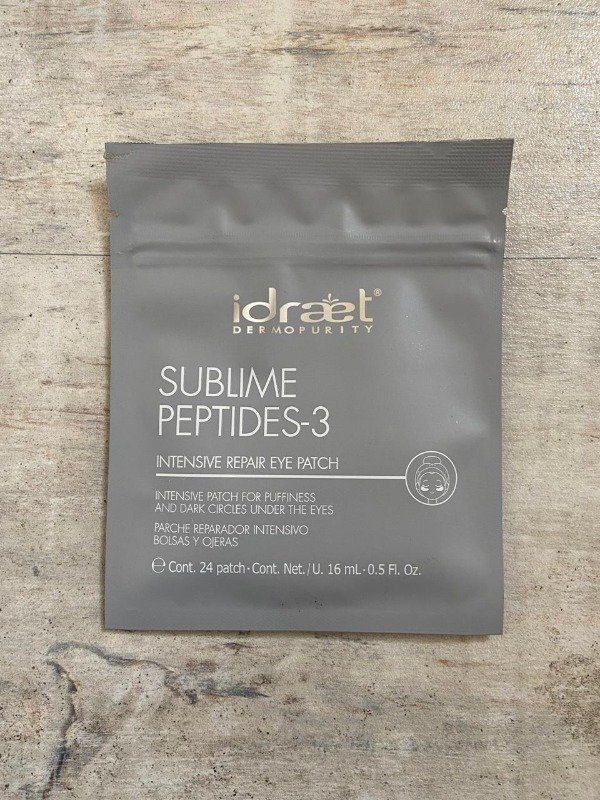 idraet®
DERMOPURITY
SUBLIME
PEPTIDES-3
INTENSIVE REPAIR EYE PATCH
INTENSIVE PATCH FOR PUFFINESS
AND DARK CIRCLES UNDER THE EYES
PARCHE REPARADOR INTENSIVO
BOLSAS Y OJERAS
℮ Cont. 24 patch · Cont. Net./U. 16 mL · 0.5 Fl. Oz.